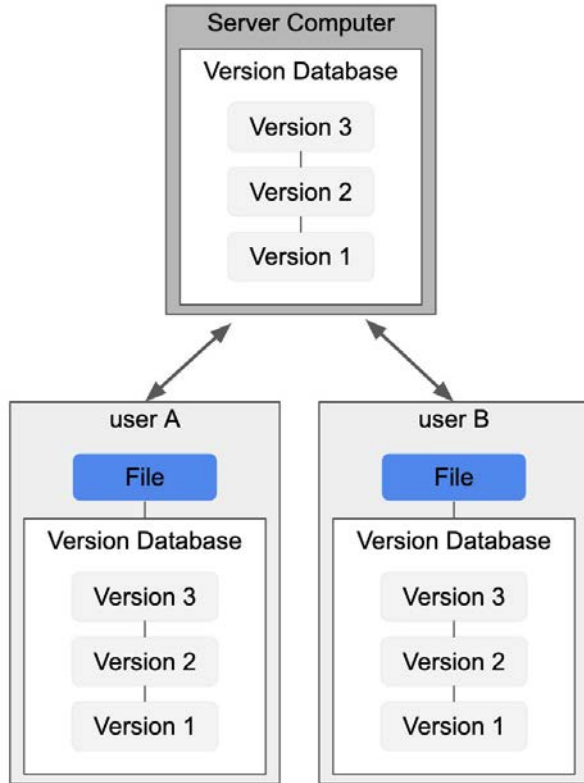 Server Computer
Version Database
Version 3
Version 2
Version 1
user A
File
Version Database
Version 3
Version 2
Version 1
user B
File
Version Database
Version 3
Version 2
Version 1